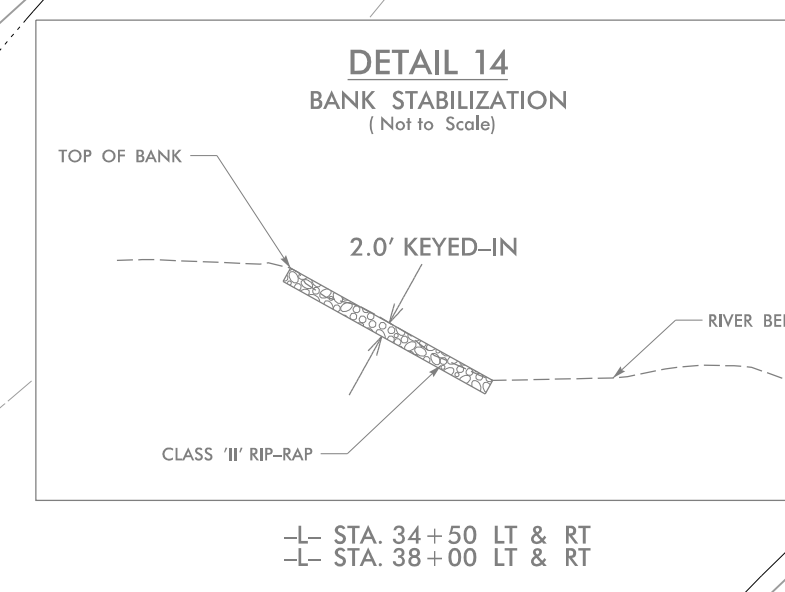 DETAIL 14
BANK STABILIZATION
( Not to Scale)
TOP OF BANK
2.0' KEYED–IN
RIVER
CLASS 'II' RIP–RAP
–L– STA. 34+50 LT & RT
–L– STA. 38+00 LT & RT